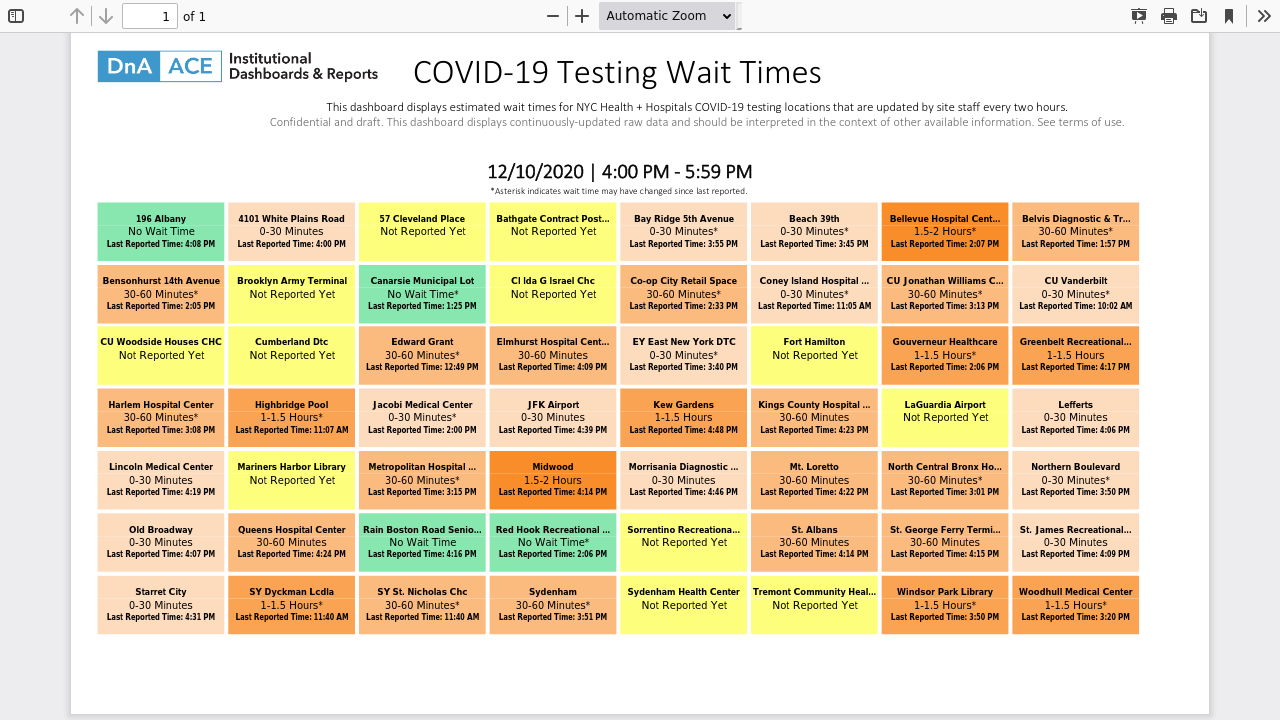 1 of 1 Automatic Zoom
DnA ACE Institutional Dashboards & Reports
COVID-19 Testing Wait Times
This dashboard displays estimated wait times for NYC Health + Hospitals COVID-19 testing locations that are updated by site staff every two hours.
Confidential and draft. This dashboard displays continuously-updated raw data and should be interpreted in the context of other available information. See terms of use.
12/10/2020 | 4:00 PM - 5:59 PM
*Asterisk indicates wait time may have changed since last reported.
196 Albany
No Wait Time
Last Reported Time: 4:08 PM
4101 White Plains Road
0-30 Minutes
Last Reported Time: 4:00 PM
57 Cleveland Place
Not Reported Yet
Bathgate Contract Post...
Not Reported Yet
Bay Ridge 5th Avenue
0-30 Minutes*
Last Reported Time: 3:55 PM
Beach 39th
0-30 Minutes*
Last Reported Time: 3:45 PM
Bellevue Hospital Cent...
1.5-2 Hours*
Last Reported Time: 2:07 PM
Belvis Diagnostic & Tr...
30-60 Minutes*
Last Reported Time: 1:57 PM
Bensonhurst 14th Avenue
30-60 Minutes*
Last Reported Time: 2:05 PM
Brooklyn Army Terminal
Not Reported Yet
Canarsie Municipal Lot
No Wait Time*
Last Reported Time: 1:25 PM
Cl Ida G Israel Chc
Not Reported Yet
Co-op City Retail Space
30-60 Minutes*
Last Reported Time: 2:33 PM
Coney Island Hospital ...
0-30 Minutes*
Last Reported Time: 11:05 AM
CU Jonathan Williams C...
30-60 Minutes*
Last Reported Time: 3:13 PM
CU Vanderbilt
0-30 Minutes*
Last Reported Time: 10:02 AM
CU Woodside Houses CHC
Not Reported Yet
Cumberland Dtc
Not Reported Yet
Edward Grant
30-60 Minutes*
Last Reported Time: 12:49 PM
Elmhurst Hospital Cent...
30-60 Minutes
Last Reported Time: 4:09 PM
EY East New York DTC
0-30 Minutes*
Last Reported Time: 3:40 PM
Fort Hamilton
Not Reported Yet
Gouverneur Healthcare
1-1.5 Hours*
Last Reported Time: 2:06 PM
Greenbelt Recreational...
1-1.5 Hours
Last Reported Time: 4:17 PM
Harlem Hospital Center
30-60 Minutes*
Last Reported Time: 3:08 PM
Highbridge Pool
1-1.5 Hours*
Last Reported Time: 11:07 AM
Jacobi Medical Center
0-30 Minutes*
Last Reported Time: 2:00 PM
JFK Airport
0-30 Minutes
Last Reported Time: 4:39 PM
Kew Gardens
1-1.5 Hours
Last Reported Time: 4:48 PM
Kings County Hospital ...
30-60 Minutes
Last Reported Time: 4:23 PM
LaGuardia Airport
Not Reported Yet
Lefferts
0-30 Minutes
Last Reported Time: 4:06 PM
Lincoln Medical Center
0-30 Minutes
Last Reported Time: 4:19 PM
Mariners Harbor Library
Not Reported Yet
Metropolitan Hospital ...
30-60 Minutes*
Last Reported Time: 3:15 PM
Midwood
1.5-2 Hours
Last Reported Time: 4:14 PM
Morrisania Diagnostic ...
0-30 Minutes
Last Reported Time: 4:46 PM
Mt. Loretto
30-60 Minutes
Last Reported Time: 4:22 PM
North Central Bronx Ho...
30-60 Minutes*
Last Reported Time: 3:01 PM
Northern Boulevard
0-30 Minutes*
Last Reported Time: 3:50 PM
Old Broadway
0-30 Minutes
Last Reported Time: 4:07 PM
Queens Hospital Center
30-60 Minutes
Last Reported Time: 4:24 PM
Rain Boston Road Senio...
No Wait Time
Last Reported Time: 4:16 PM
Red Hook Recreational ...
No Wait Time*
Last Reported Time: 2:06 PM
Sorrentino Recreationa...
Not Reported Yet
St. Albans
30-60 Minutes
Last Reported Time: 4:14 PM
St. George Ferry Termi...
30-60 Minutes
Last Reported Time: 4:15 PM
St. James Recreational...
0-30 Minutes
Last Reported Time: 4:09 PM
Starret City
0-30 Minutes
Last Reported Time: 4:31 PM
SY Dyckman Lcdla
1-1.5 Hours*
Last Reported Time: 11:40 AM
SY St. Nicholas Chc
30-60 Minutes*
Last Reported Time: 11:40 AM
Sydenham
30-60 Minutes*
Last Reported Time: 3:51 PM
Sydenham Health Center
Not Reported Yet
Tremont Community Heal...
Not Reported Yet
Windsor Park Library
1-1.5 Hours*
Last Reported Time: 3:50 PM
Woodhull Medical Center
1-1.5 Hours*
Last Reported Time: 3:20 PM